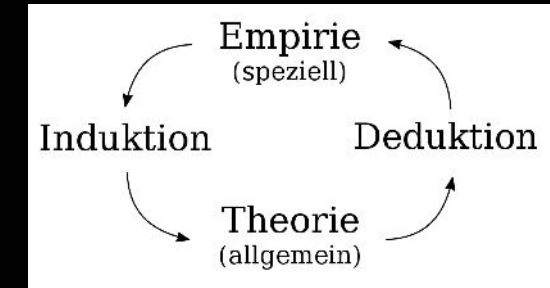 Empirie
(speziell)
Induktion
Deduktion
Theorie
(allgemein)